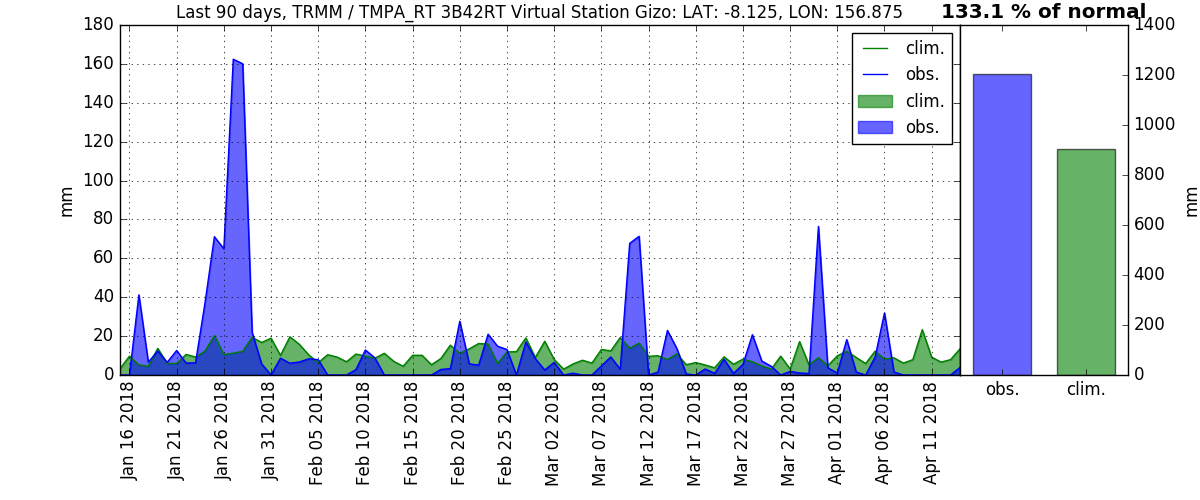 Last 90 days, TRMM / TMPA_RT 3B42RT Virtual Station Gizo: LAT: -8.125, LON: 156.875
133.1 % of normal
180
160
140
120
100
80
60
40
20
0
mm
clim.
obs.
clim.
obs.
Jan 16 2018
Jan 21 2018
Jan 26 2018
Jan 31 2018
Feb 05 2018
Feb 10 2018
Feb 15 2018
Feb 20 2018
Feb 25 2018
Mar 02 2018
Mar 07 2018
Mar 12 2018
Mar 17 2018
Mar 22 2018
Mar 27 2018
Apr 01 2018
Apr 06 2018
Apr 11 2018
1400
1200
1000
800
600
400
200
0
mm
obs.
clim.